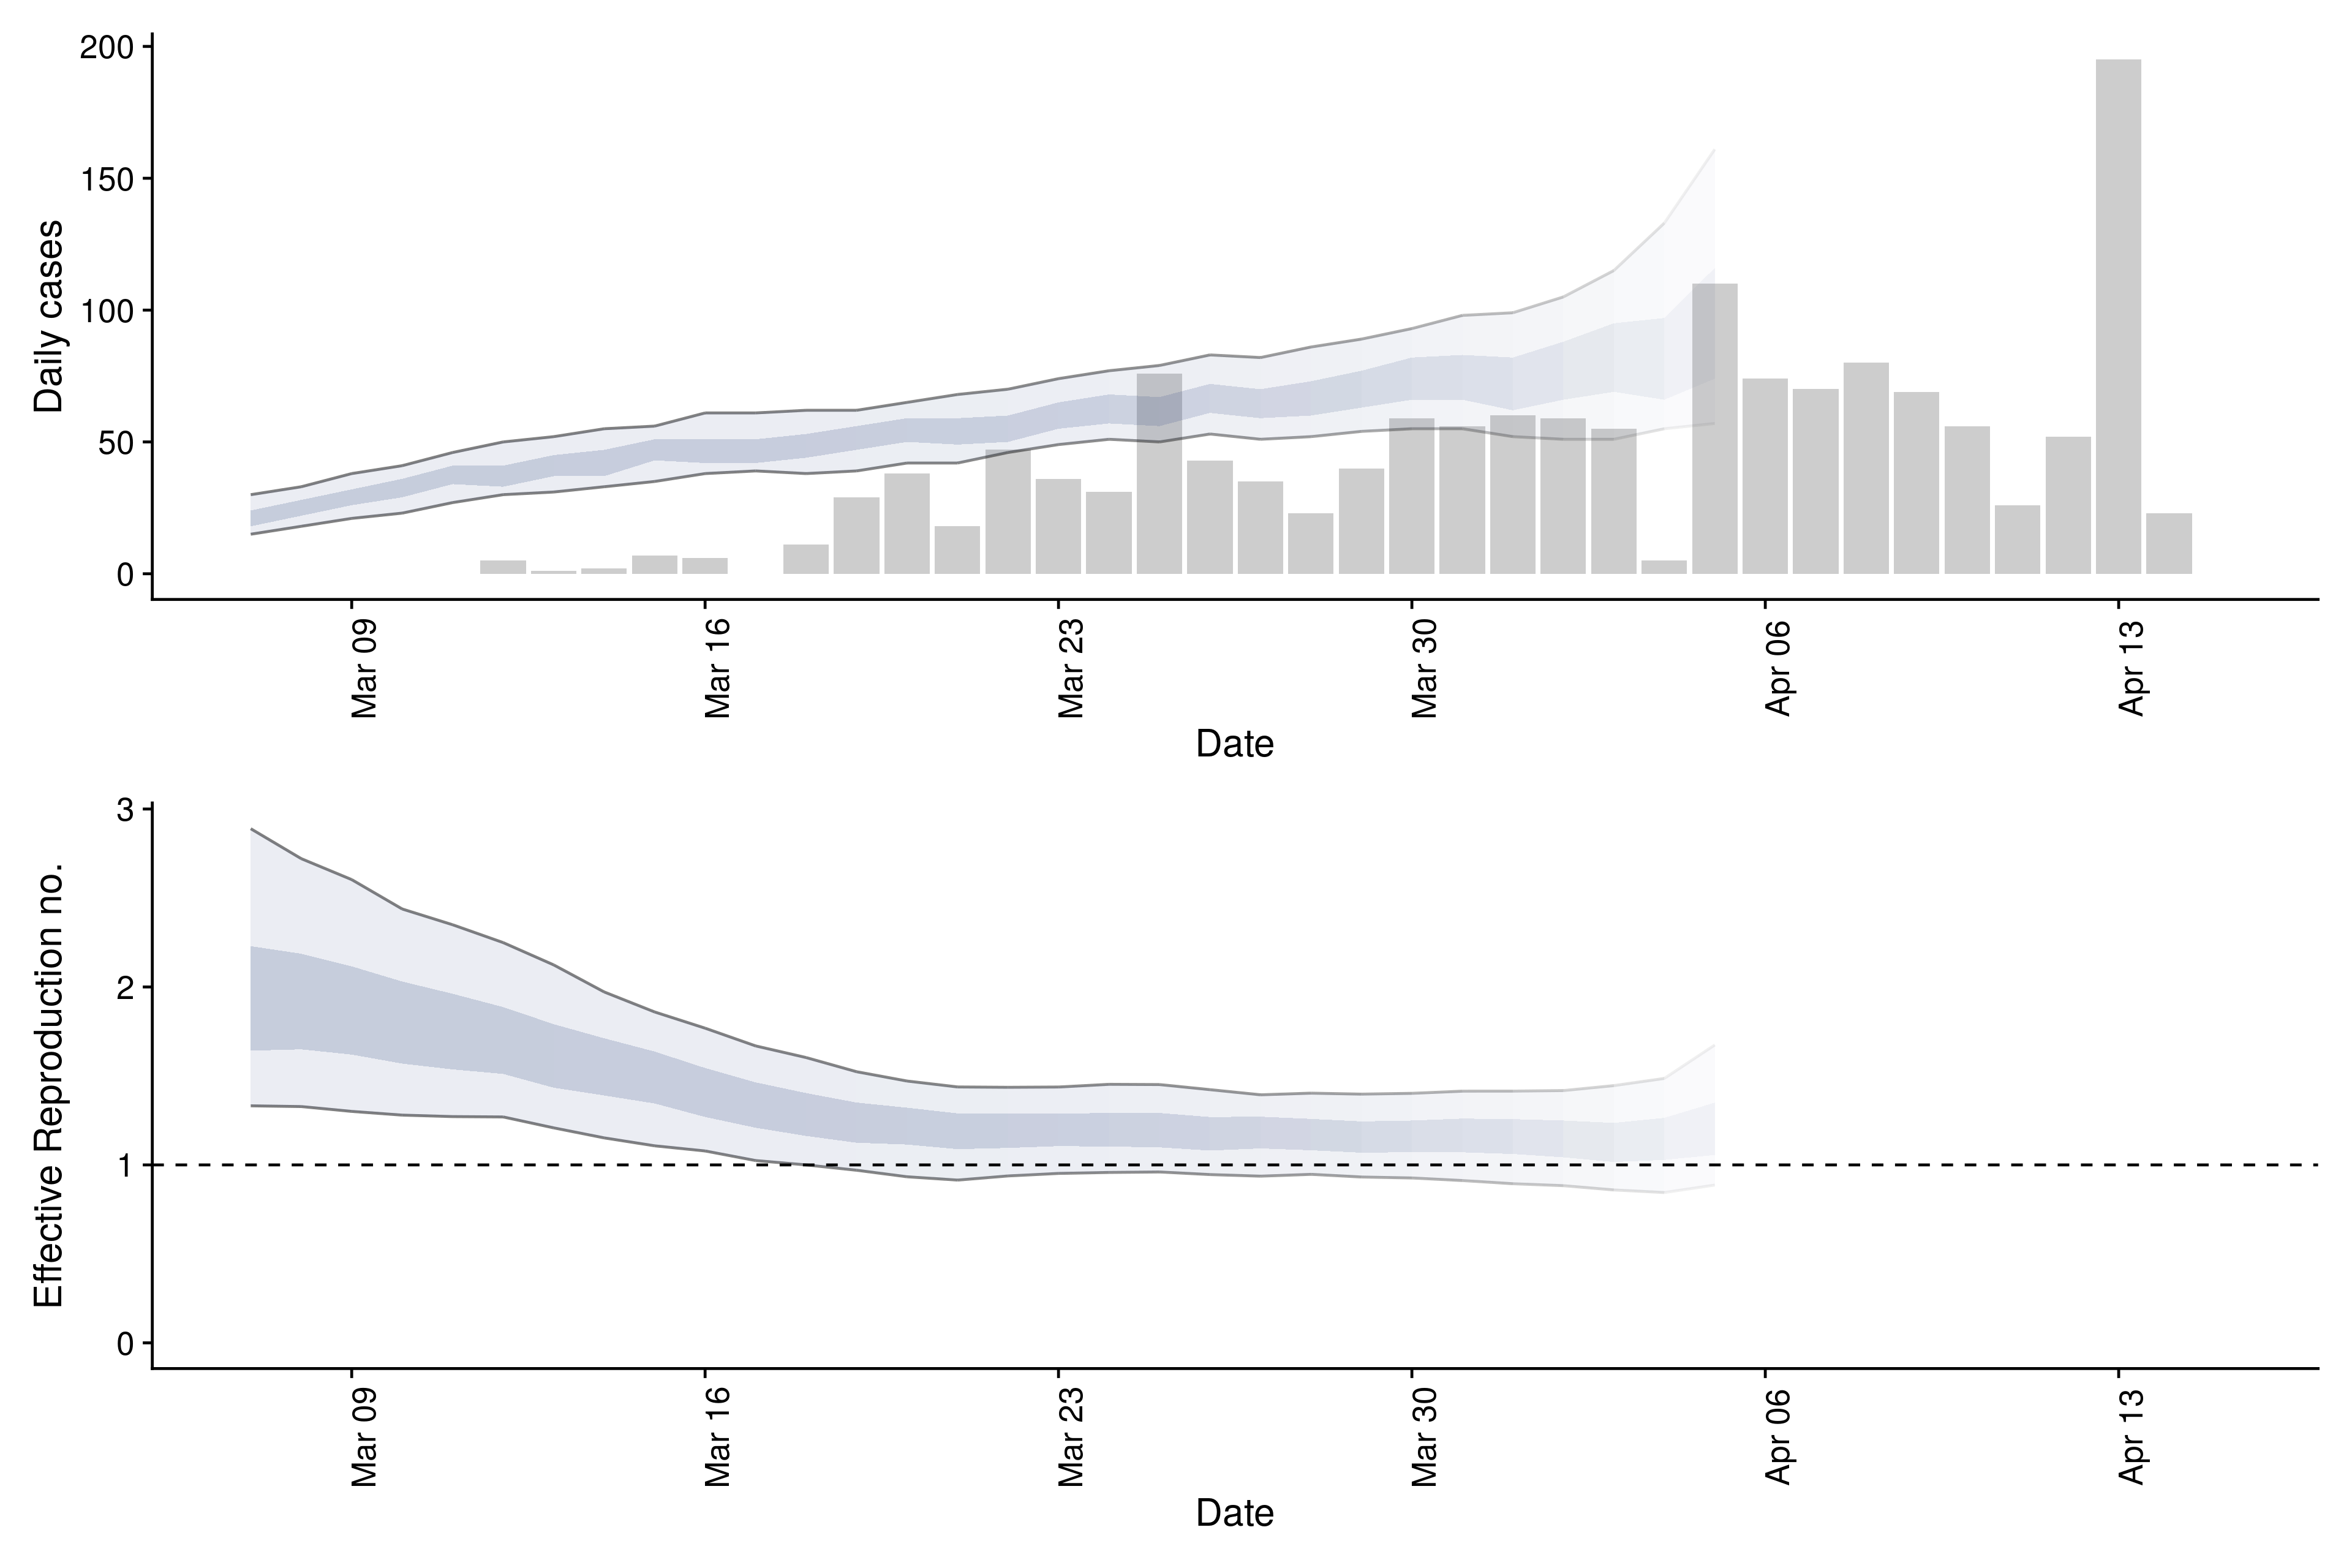 200
150
100
50
0
Daily cases
Mar 09
Mar 16
Mar 23
Mar 30
Apr 06
Apr 13
Date
3
2
1
0
Effective Reproduction no.
Mar 09
Mar 16
Mar 23
Mar 30
Apr 06
Apr 13
Date